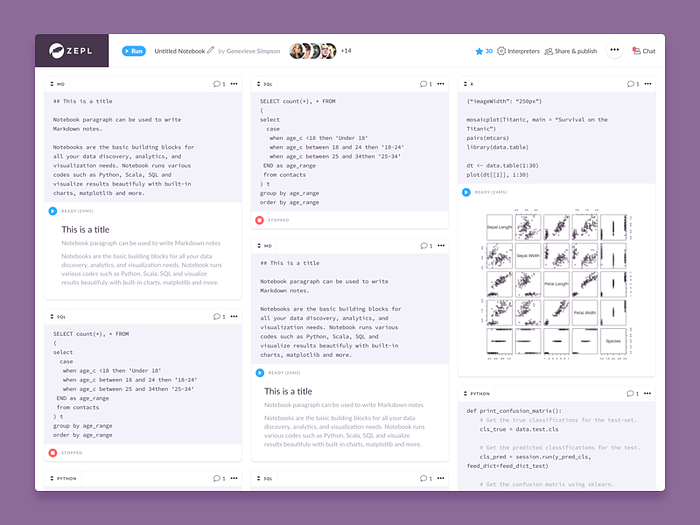 ZEPL
Run
Untitled Notebook
by Genevieve Simpson
+14
30
Interpreters
Share & publish
Chat
MD
1
## This is a title
Notebook paragraph can be used to write
Markdown notes.
Notebooks are the basic building blocks for
all your data discovery, analytics, and
visualization needs. Notebook runs various
codes such as Python, Scala, SQL and
visualize results beautifuly with built-in
charts, matplotlib and more.
READY (24MS)
This is a title
Notebook paragraph can be used to write Markdown notes
Notebooks are the basic building blocks for all your data
discovery, analytics, and visualization needs. Notebook runs
various codes such as Python, Scala, SQL and visualize
results beautifuly with built-in charts, matplotlib and more.
SQL
1
SELECT count(*), * FROM
(
select
case
when age_c <18 then 'Under 18'
when age_c between 18 and 24 then '18-24'
when age_c between 25 and 34then '25-34'
END as age_range
from contacts
) t
group by age_range
order by age_range
STOPPED
PYTHON
1
SQL
1
SELECT count(*), * FROM
(
select
case
when age_c <18 then 'Under 18'
when age_c between 18 and 24 then '18-24'
when age_c between 25 and 34then '25-34'
END as age_range
from contacts
) t
group by age_range
order by age_range
STOPPED
MD
1
## This is a title
Notebook paragraph can be used to write
Markdown notes.
Notebooks are the basic building blocks for
all your data discovery, analytics, and
visualization needs. Notebook runs various
codes such as Python, Scala, SQL and
visualize results beautifuly with built-in
charts, matplotlib and more.
READY (24MS)
This is a title
Notebook paragraph can be used to write Markdown notes
Notebooks are the basic building blocks for all your data
discovery, analytics, and visualization needs. Notebook runs
various codes such as Python, Scala, SQL and visualize results
beautifuly with built-in charts, matplotlib and more.
SQL
1
R
1
{"imageWidth": "250px"}
mosaicplot(Titanic, main = "Survival on the
Titanic")
pairs(mtcars)
library(data.table)
dt <- data.table(1:30)
plot(dt[[1]], 1:30)
READY (24MS)
Sepal.Length
Sepal.Width
Petal.Length
Petal.Width
Species
PYTHON
1
def print_confusion_matrix():
# Get the true classifications for the test-set.
cls_true = data.test.cls
# Get the predicted classifications for the test.
cls_pred = session.run(y_pred_cls,
feed_dict=feed_dict_test)
# Get the confusion matrix using sklearn.